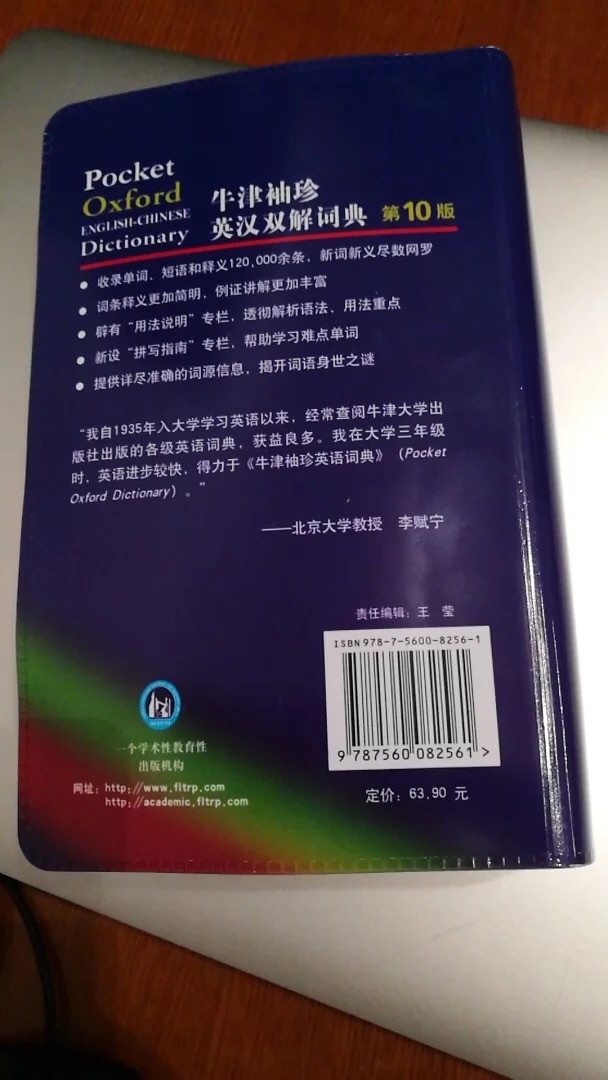 Pocket
Oxford
ENGLISH-CHINESE
Dictionary
牛津袖珍
英汉双解词典 第10版
● 收录单词、短语和释义120,000余条，新词新义尽数网罗
● 词条释义更加简明，例证讲解更加丰富
● 辟有“用法说明”专栏，透彻解析语法、用法重点
● 新设“拼写指南”专栏，帮助学习难点单词
● 提供详尽准确的词源信息，揭开词语身世之谜
“我自1935年入大学学习英语以来，经常查阅牛津大学出
版社出版的各级英语词典，获益良多。我在大学三年级
时，英语进步较快，得力于《牛津袖珍英语词典》（Pocket
Oxford Dictionary）。”
——北京大学教授 李赋宁
责任编辑：王 莹
ISBN 978-7-5600-8256-1
9 787560 082561 >
定价：63.90 元
一个学术性教育性
出版机构
网址：http://www.fltrp.com
http://academic.fltrp.com